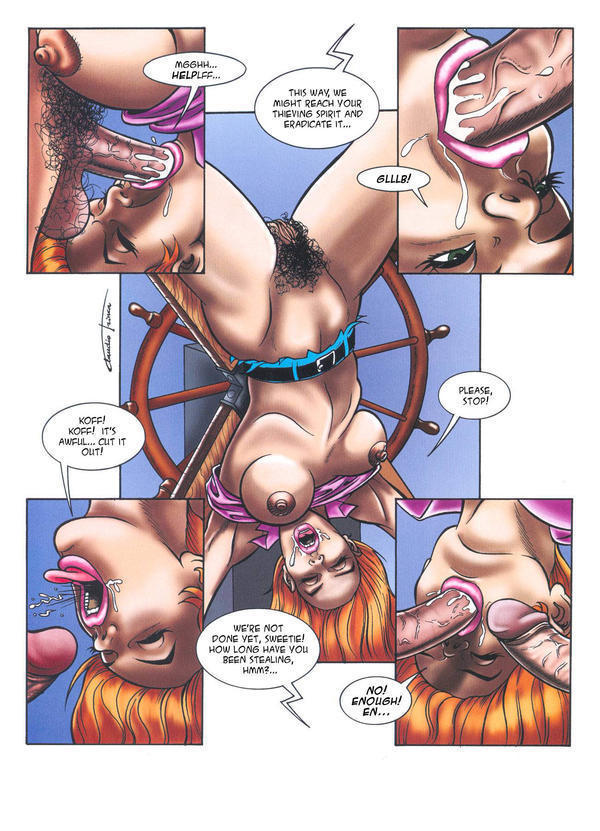 MGGHH...
HELPLFF...
THIS WAY, WE
MIGHT REACH YOUR
THIEVING SPIRIT AND
ERADICATE IT...
GLLLB!
PLEASE,
STOP!
KOFF!
KOFF! IT'S
AWFUL... CUT IT
OUT!
WE'RE NOT
DONE YET, SWEETIE!
HOW LONG HAVE YOU
BEEN STEALING,
HMM?...
NO!
ENOUGH!
EN...